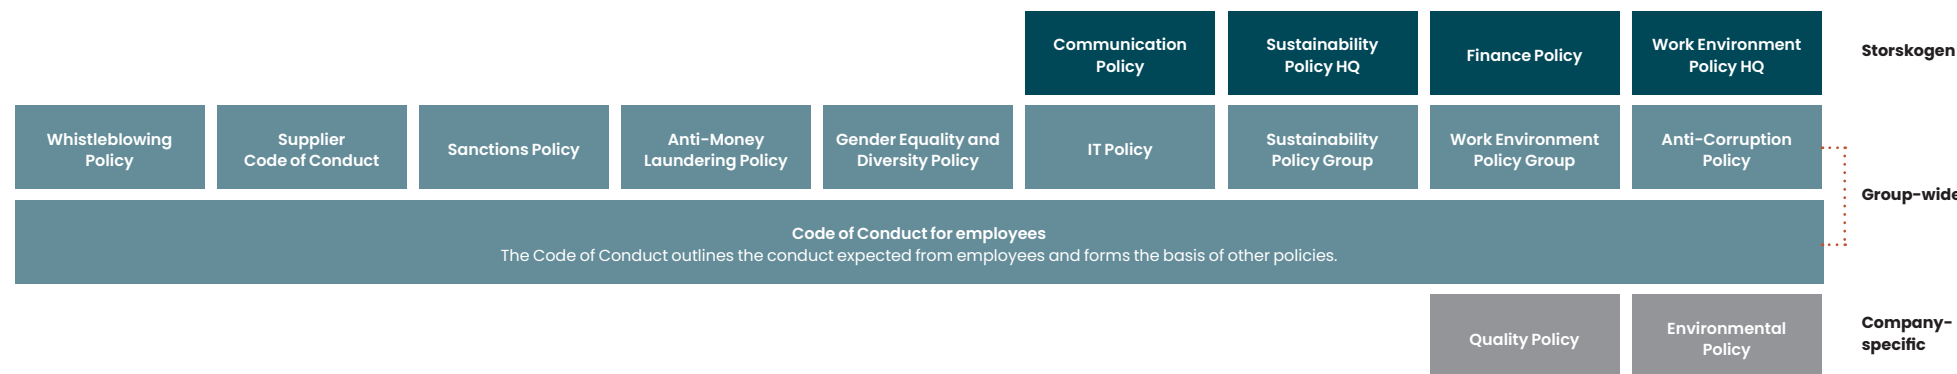 Communication
Policy
Sustainability
Policy HQ
Finance Policy
Work Environment
Policy HQ
Storskogen
Whistleblowing
Policy
Supplier
Code of Conduct
Sanctions Policy
Anti-Money
Laundering Policy
Gender Equality and
Diversity Policy
IT Policy
Sustainability
Policy Group
Work Environment
Policy Group
Anti-Corruption
Policy
Group-wide
Code of Conduct for employees
The Code of Conduct outlines the conduct expected from employees and forms the basis of other policies.
Quality Policy
Environmental
Policy
Company-
specific